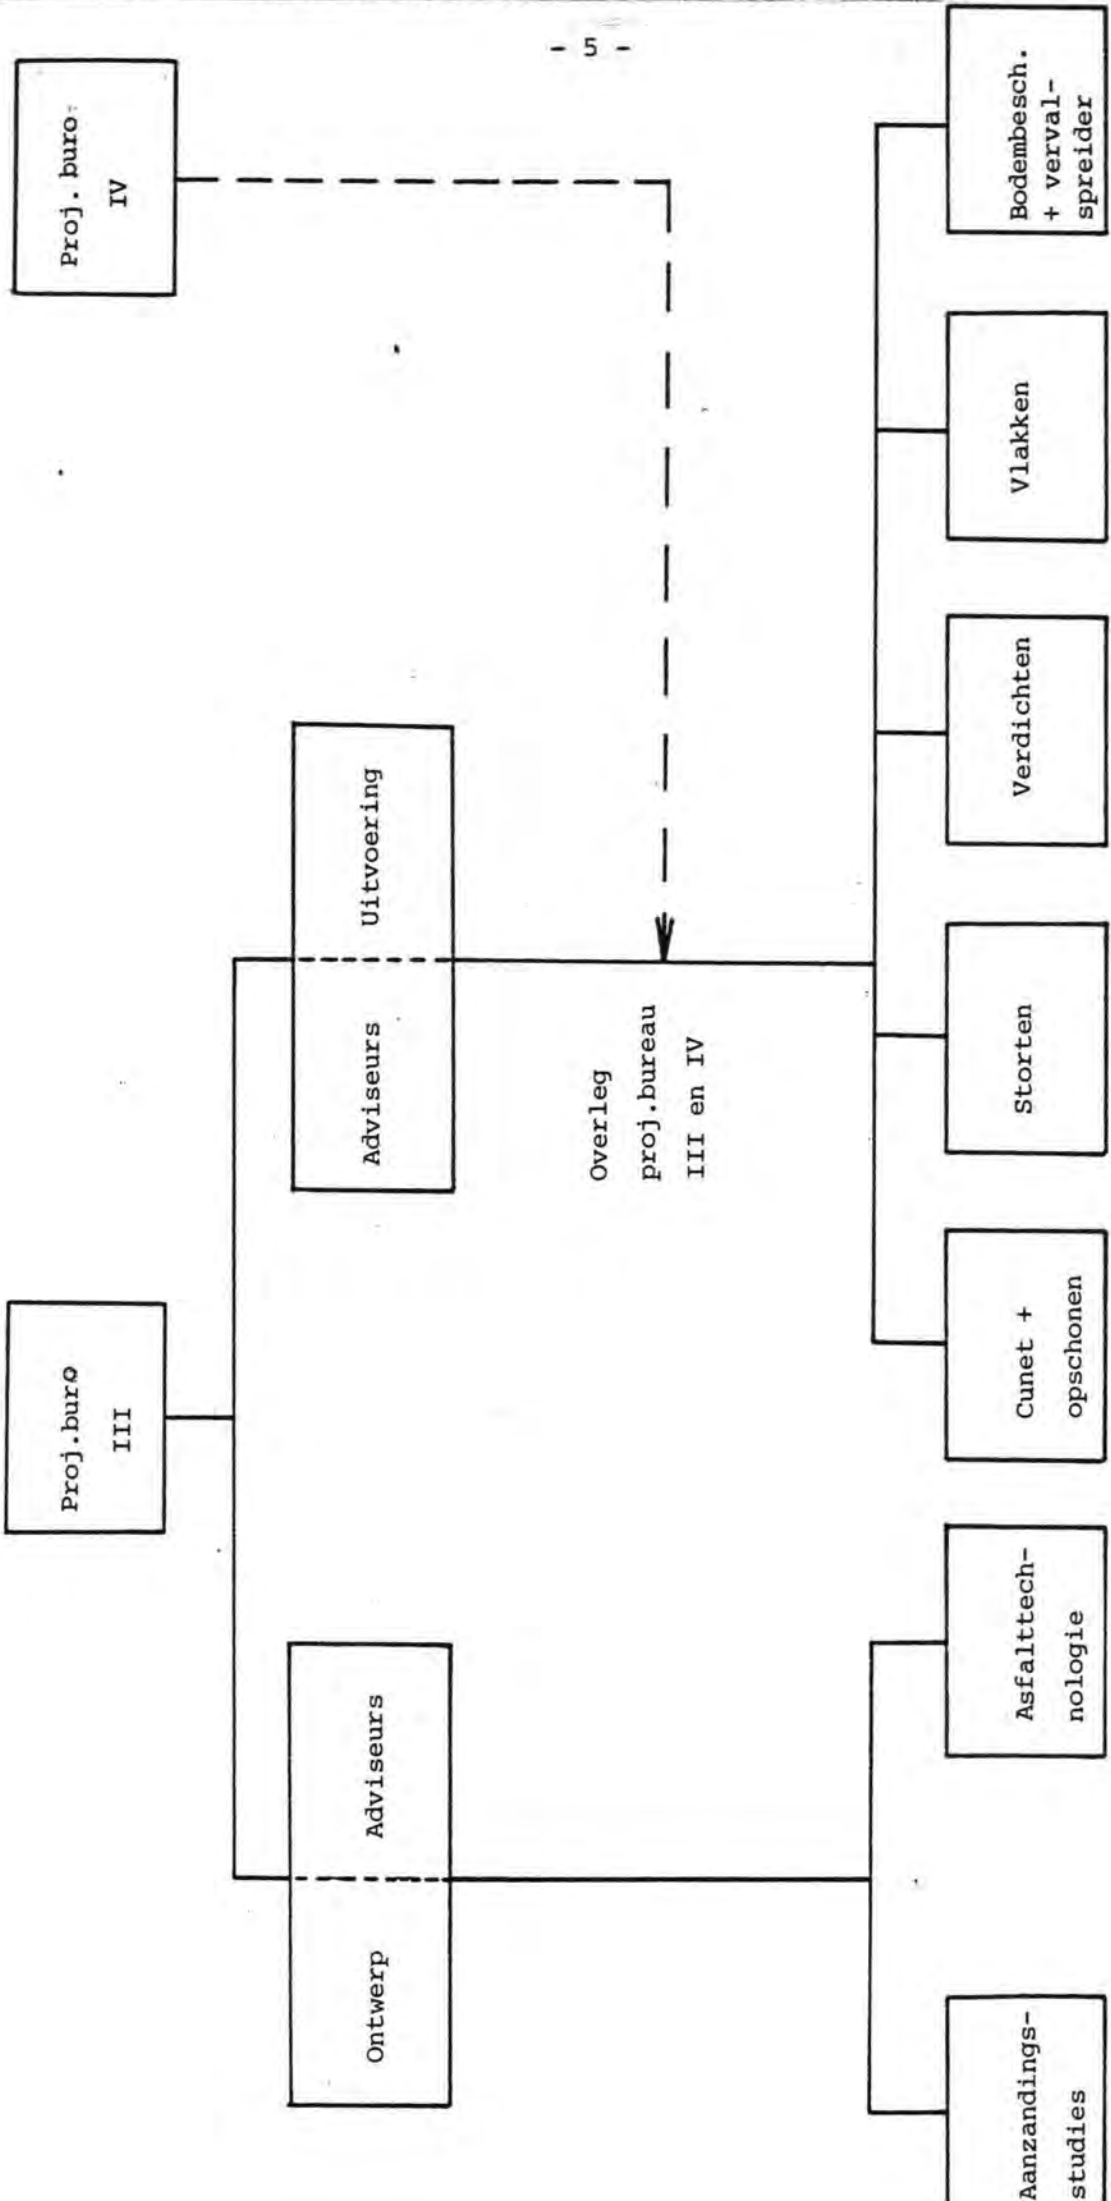 - 5 -
Proj.buro
III
Proj. buro
IV
Ontwerp
Adviseurs
Adviseurs
Uitvoering
Overleg
proj.bureau
III en IV
Aanzandings-
studies
Asfalttech-
nologie
Cunet +
opschonen
Storten
Verdichten
Vlakken
Bodembesch.
+ verval-
spreider